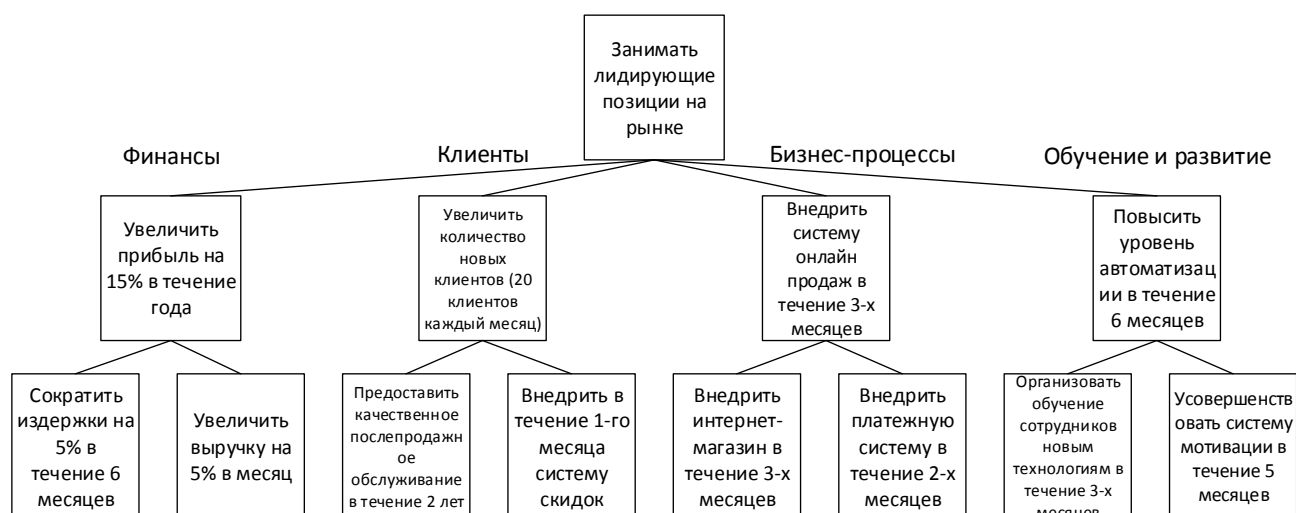 Занимать
лидирующие
позиции на
рынке
Финансы
Клиенты
Бизнес-процессы
Обучение и развитие
Увеличить
прибыль на
15% в течение
года
Увеличить
количество
новых
клиентов (20
клиентов
каждый месяц)
Внедрить
систему
онлайн
продаж в
течение 3-х
месяцев
Повысить
уровень
автоматизац
ии в течение
6 месяцев
Сократить
издержки на
5% в
течение 6
месяцев
Увеличить
выручку на
5% в месяц
Предоставить
качественное
послепродажн
ое
обслуживание
в течение 2 лет
Внедрить в
течение 1-го
месяца
систему
скидок
Внедрить
интернет-
магазин в
течение 3-х
месяцев
Внедрить
платежную
систему в
течение 2-х
месяцев
Организовать
обучение
сотрудников
новым
технологиям в
течение 3-х
месяцев
Усовершенств
овать систему
мотивации в
течение 5
месяцев